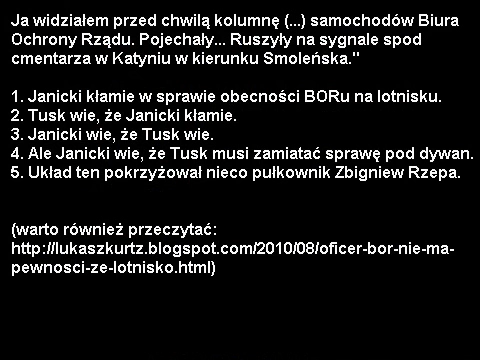 Ja widziałem przed chwilą kolumnę (...) samochodów Biura
Ochrony Rządu. Pojechały... Ruszyły na sygnale spod
cmentarza w Katyniu w kierunku Smoleńska."
1. Janicki kłamie w sprawie obecności BORu na lotnisku.
2. Tusk wie, że Janicki kłamie.
3. Janicki wie, że Tusk wie.
4. Ale Janicki wie, że Tusk musi zamiatać sprawę pod dywan.
5. Układ ten pokrzyżował nieco pułkownik Zbigniew Rzepa.
(warto również przeczytać:
http://lukaszkurtz.blogspot.com/2010/08/oficer-bor-nie-ma-
pewnosci-ze-lotnisko.html)